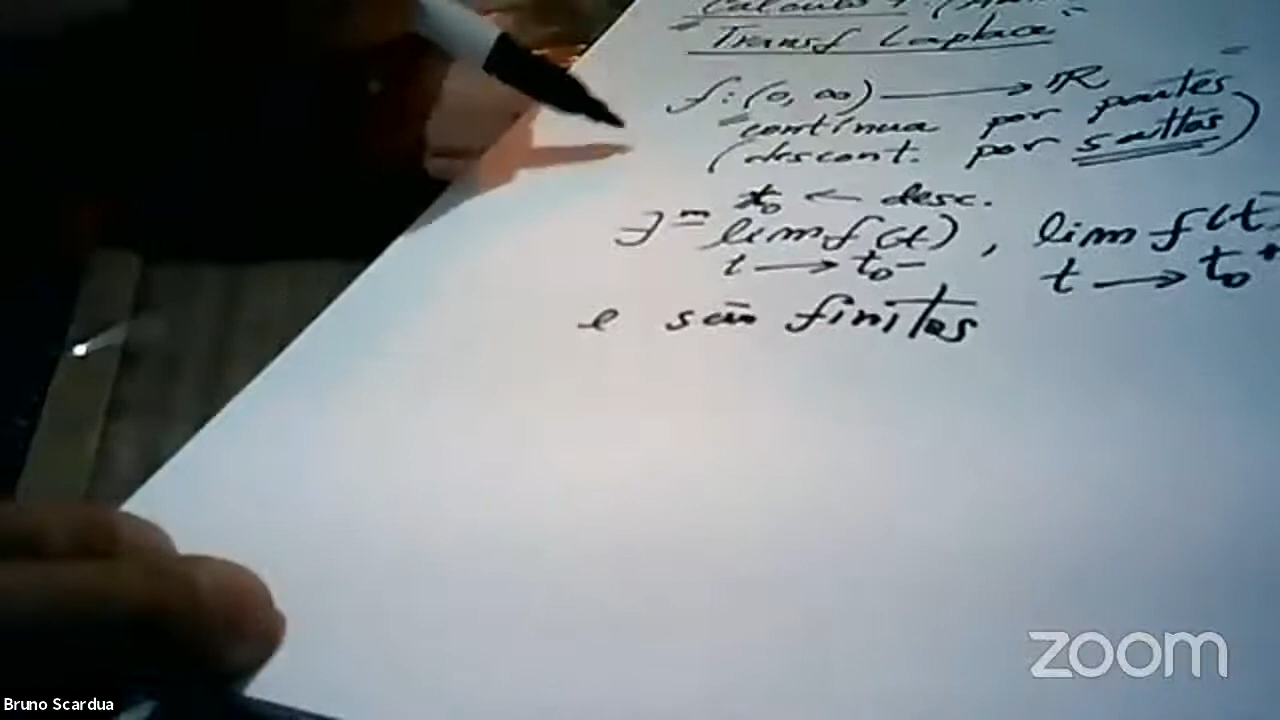 Calculo
Transf Laplace
f: (0, ∞) → ℝ
contínua por partes
(descont. por saltos)
t₀ ← desc.
∃ = lim f(t) , lim f(t
t → t₀⁻ t → t₀⁺
e são finitos
zoom
Bruno Scardua